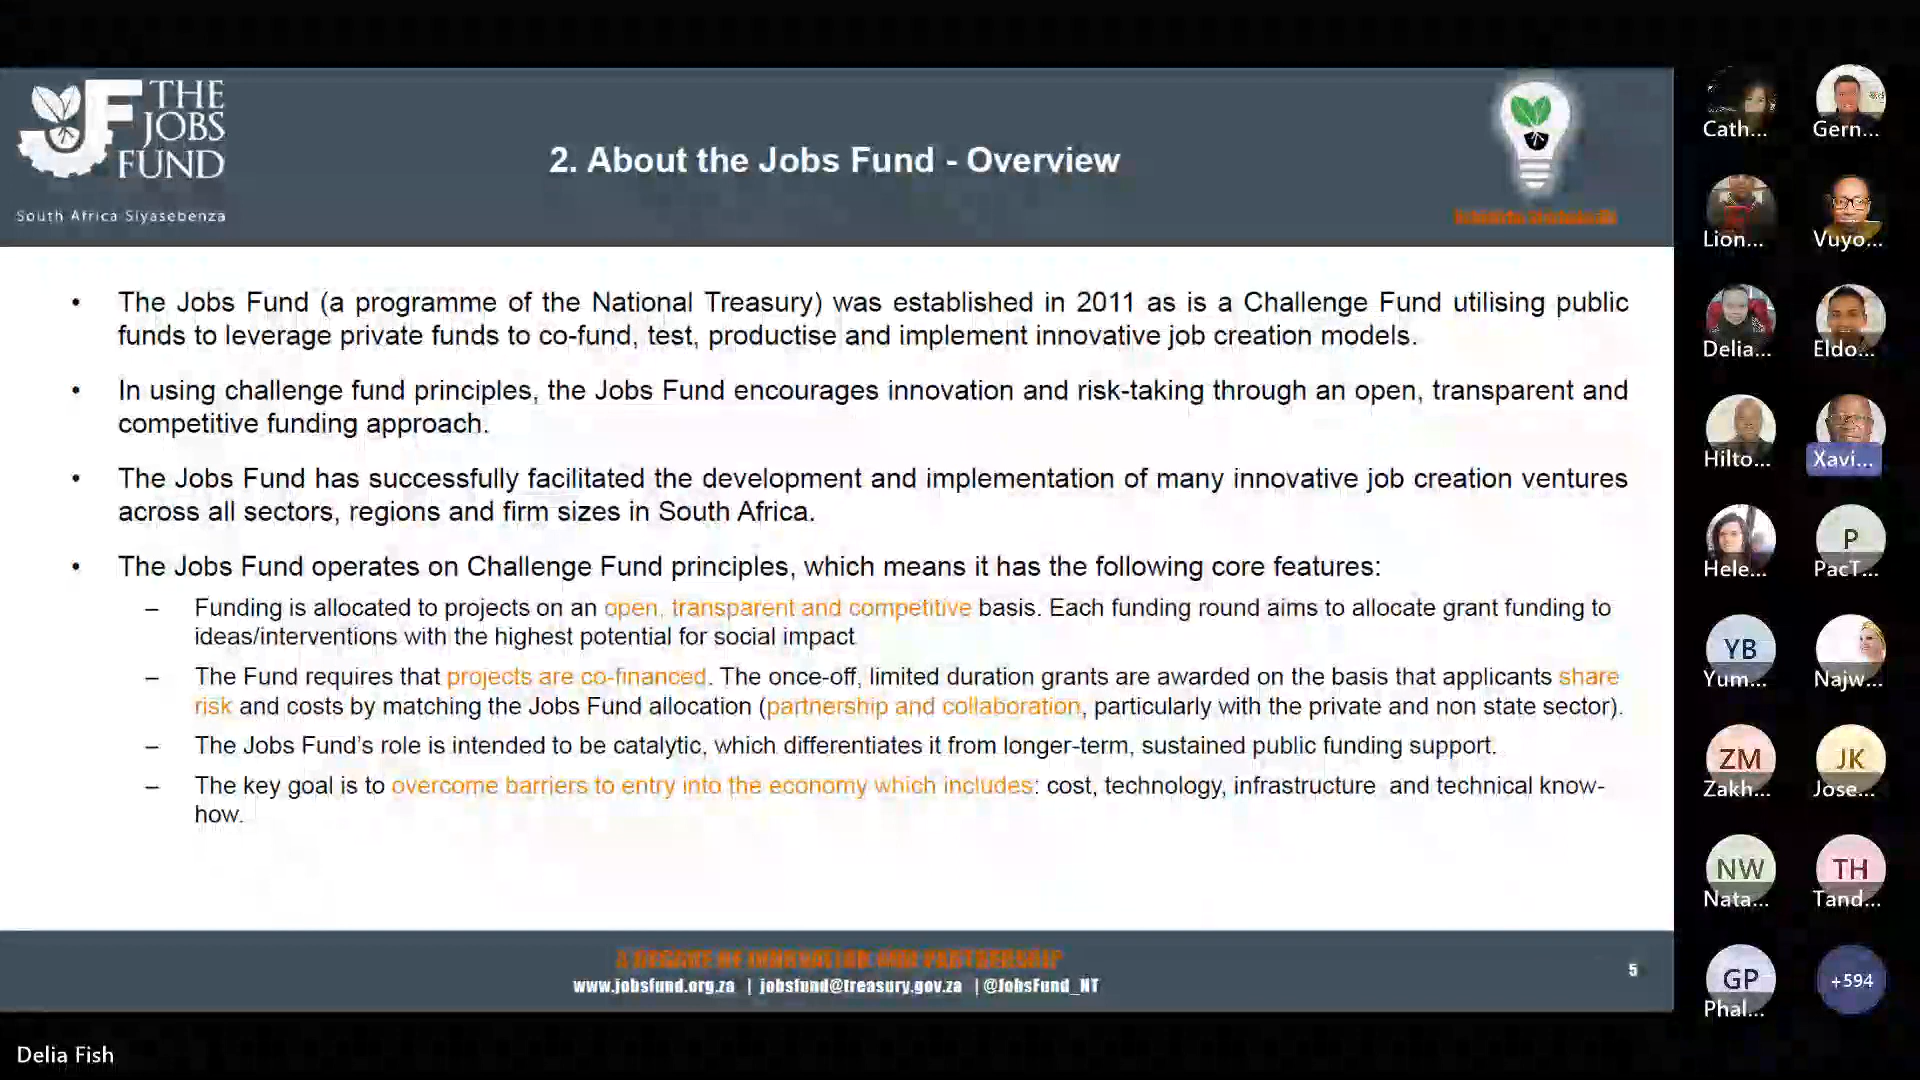 THE
JOBS
FUND
South Africa Siyasebenza
2. About the Jobs Fund - Overview
• The Jobs Fund (a programme of the National Treasury) was established in 2011 as is a Challenge Fund utilising public
funds to leverage private funds to co-fund, test, productise and implement innovative job creation models.
• In using challenge fund principles, the Jobs Fund encourages innovation and risk-taking through an open, transparent and
competitive funding approach.
• The Jobs Fund has successfully facilitated the development and implementation of many innovative job creation ventures
across all sectors, regions and firm sizes in South Africa.
• The Jobs Fund operates on Challenge Fund principles, which means it has the following core features:
– Funding is allocated to projects on an open, transparent and competitive basis. Each funding round aims to allocate grant funding to
ideas/interventions with the highest potential for social impact
– The Fund requires that projects are co-financed. The once-off, limited duration grants are awarded on the basis that applicants share
risk and costs by matching the Jobs Fund allocation (partnership and collaboration, particularly with the private and non state sector).
– The Jobs Fund's role is intended to be catalytic, which differentiates it from longer-term, sustained public funding support.
– The key goal is to overcome barriers to entry into the economy which includes: cost, technology, infrastructure and technical know-
how.
A DECADE OF INNOVATION AND PARTNERSHIP
www.jobsfund.org.za | jobsfund@treasury.gov.za | @JobsFund_NT
5
Cath...
Gern...
Lion...
Vuyo...
Delia...
Eldo...
Hilto...
Xavi...
Hele...
P
PacT...
YB
Yum...
Najw...
ZM
Zakh...
JK
Jose...
NW
Nata...
TH
Tand...
GP
Phal...
+594
Delia Fish